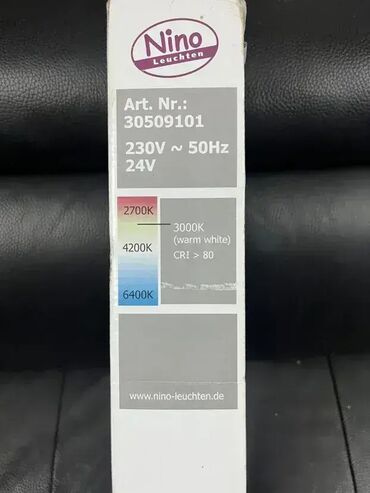 Nino
Leuchten
Art. Nr.:
30509101
230V ~ 50Hz
24V
2700K
3000K
(warm white)
4200K
CRI > 80
6400K
www.nino-leuchten.de